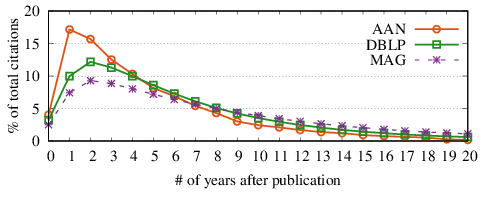 20
15
10
5
0
% of total citations
AAN
DBLP
MAG
0 1 2 3 4 5 6 7 8 9 10 11 12 13 14 15 16 17 18 19 20
# of years after publication